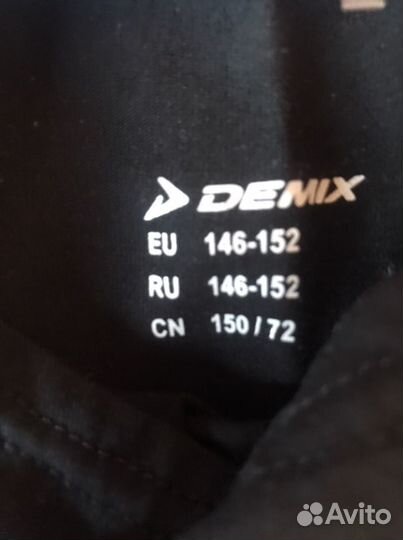 DEMIX
EU 146-152
RU 146-152
CN 150/72
Avito